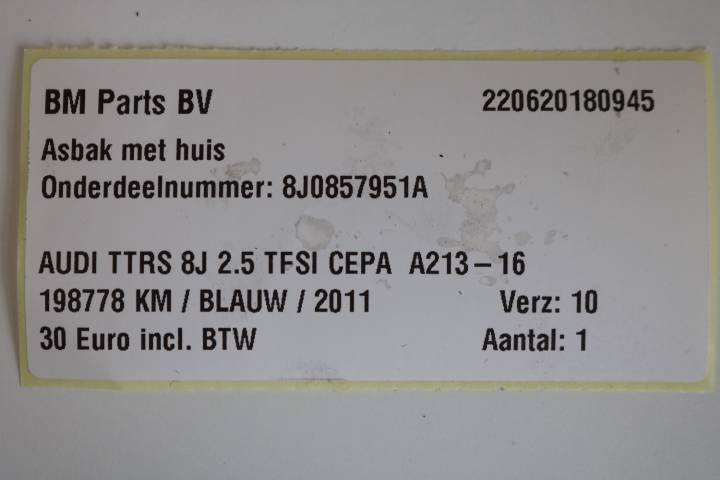 BM Parts BV 220620180945
Asbak met huis
Onderdeelnummer: 8J0857951A
AUDI TTRS 8J 2.5 TFSI CEPA A213 – 16
198778 KM / BLAUW / 2011 Verz: 10
30 Euro incl. BTW Aantal: 1